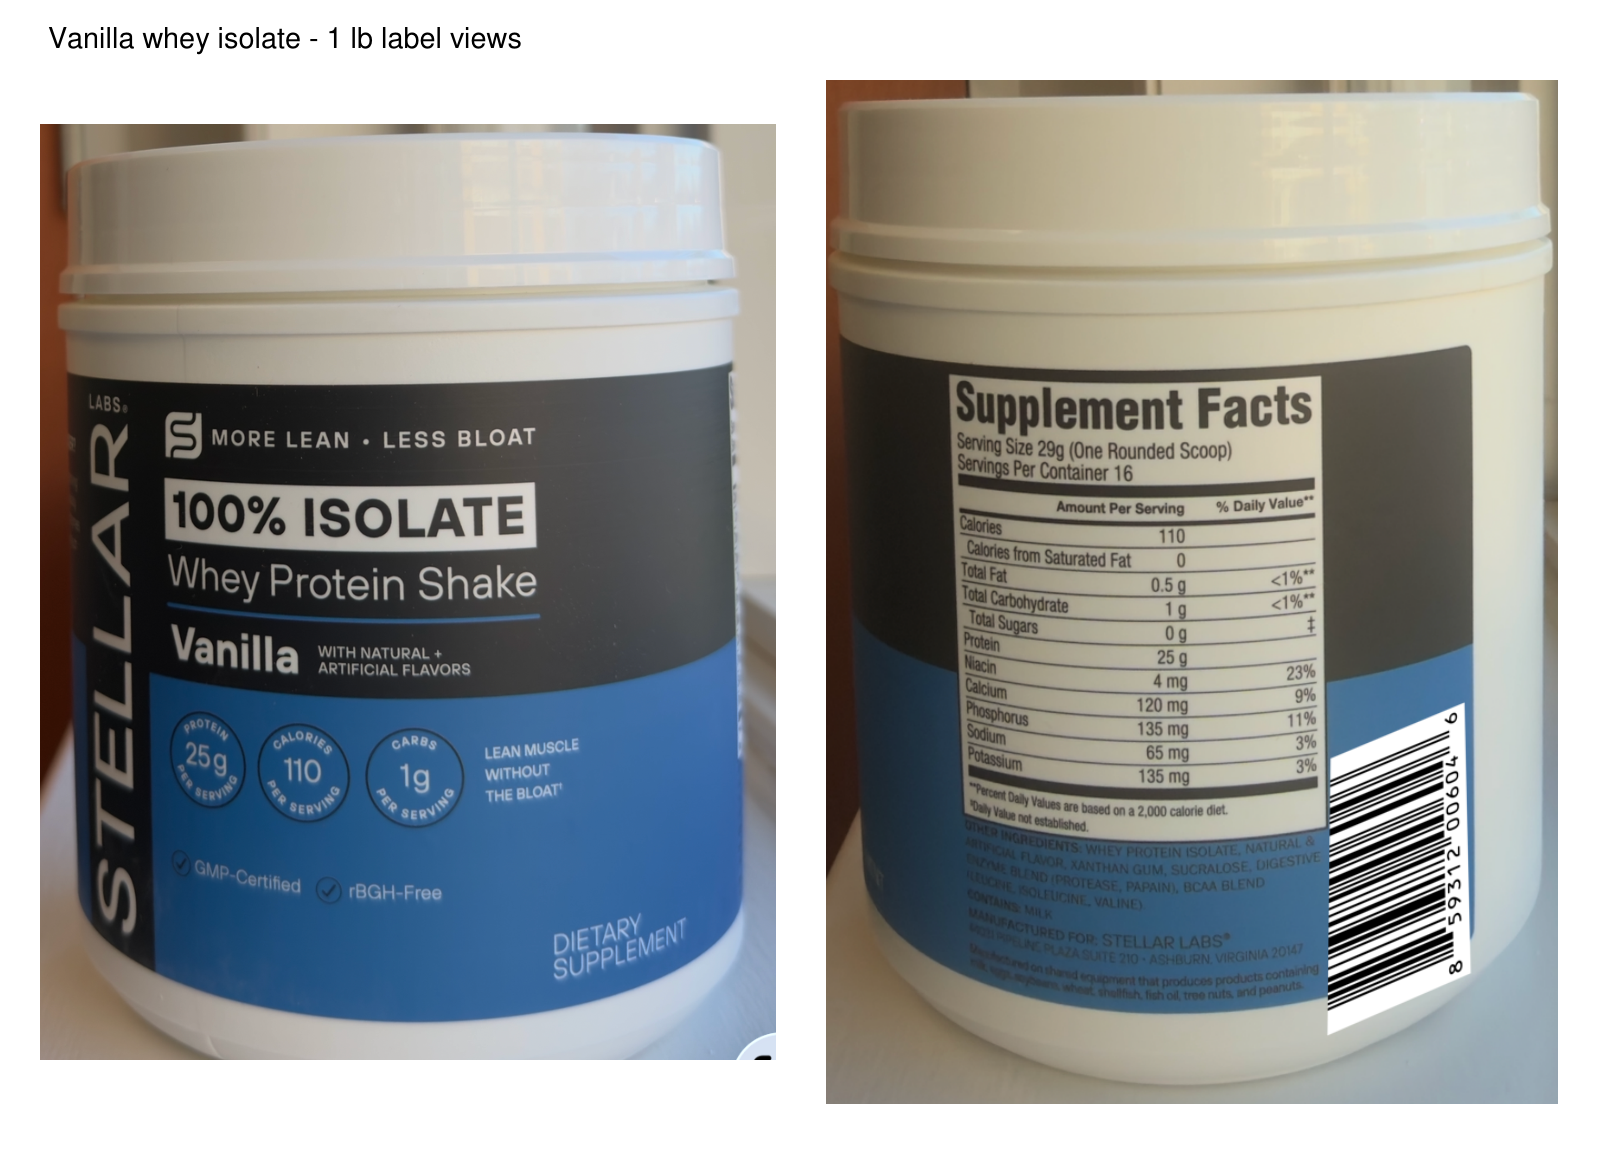 Vanilla whey isolate - 1 lb label views
STELLAR
LABS®
MORE LEAN • LESS BLOAT
100% ISOLATE
Whey Protein Shake
Vanilla
WITH NATURAL +
ARTIFICIAL FLAVORS
PROTEIN
25g
PER SERVING
CALORIES
110
PER SERVING
CARBS
1g
PER SERVING
LEAN MUSCLE
WITHOUT
THE BLOAT†
GMP-Certified
rBGH-Free
DIETARY
SUPPLEMENT
Supplement Facts
Serving Size 29g (One Rounded Scoop)
Servings Per Container 16
Amount Per Serving % Daily Value**
Calories 110
Calories from Saturated Fat 0
Total Fat 0.5 g <1%**
Total Carbohydrate 1 g <1%**
Total Sugars 0 g ‡
Protein 25 g
Niacin 4 mg 23%
Calcium 120 mg 9%
Phosphorus 135 mg 11%
Sodium 65 mg 3%
Potassium 135 mg 3%
**Percent Daily Values are based on a 2,000 calorie diet.
‡Daily Value not established.
OTHER INGREDIENTS: WHEY PROTEIN ISOLATE, NATURAL &
ARTIFICIAL FLAVOR, XANTHAN GUM, SUCRALOSE, DIGESTIVE
ENZYME BLEND (PROTEASE, PAPAIN), BCAA BLEND
(LEUCINE, ISOLEUCINE, VALINE)
CONTAINS: MILK
MANUFACTURED FOR: STELLAR LABS®
PIPELINE PLAZA SUITE 210 • ASHBURN, VIRGINIA 20147
Manufactured on shared equipment that produces products containing
milk, eggs, soybeans, wheat, shellfish, fish oil, tree nuts, and peanuts.
8 59312 00604 6